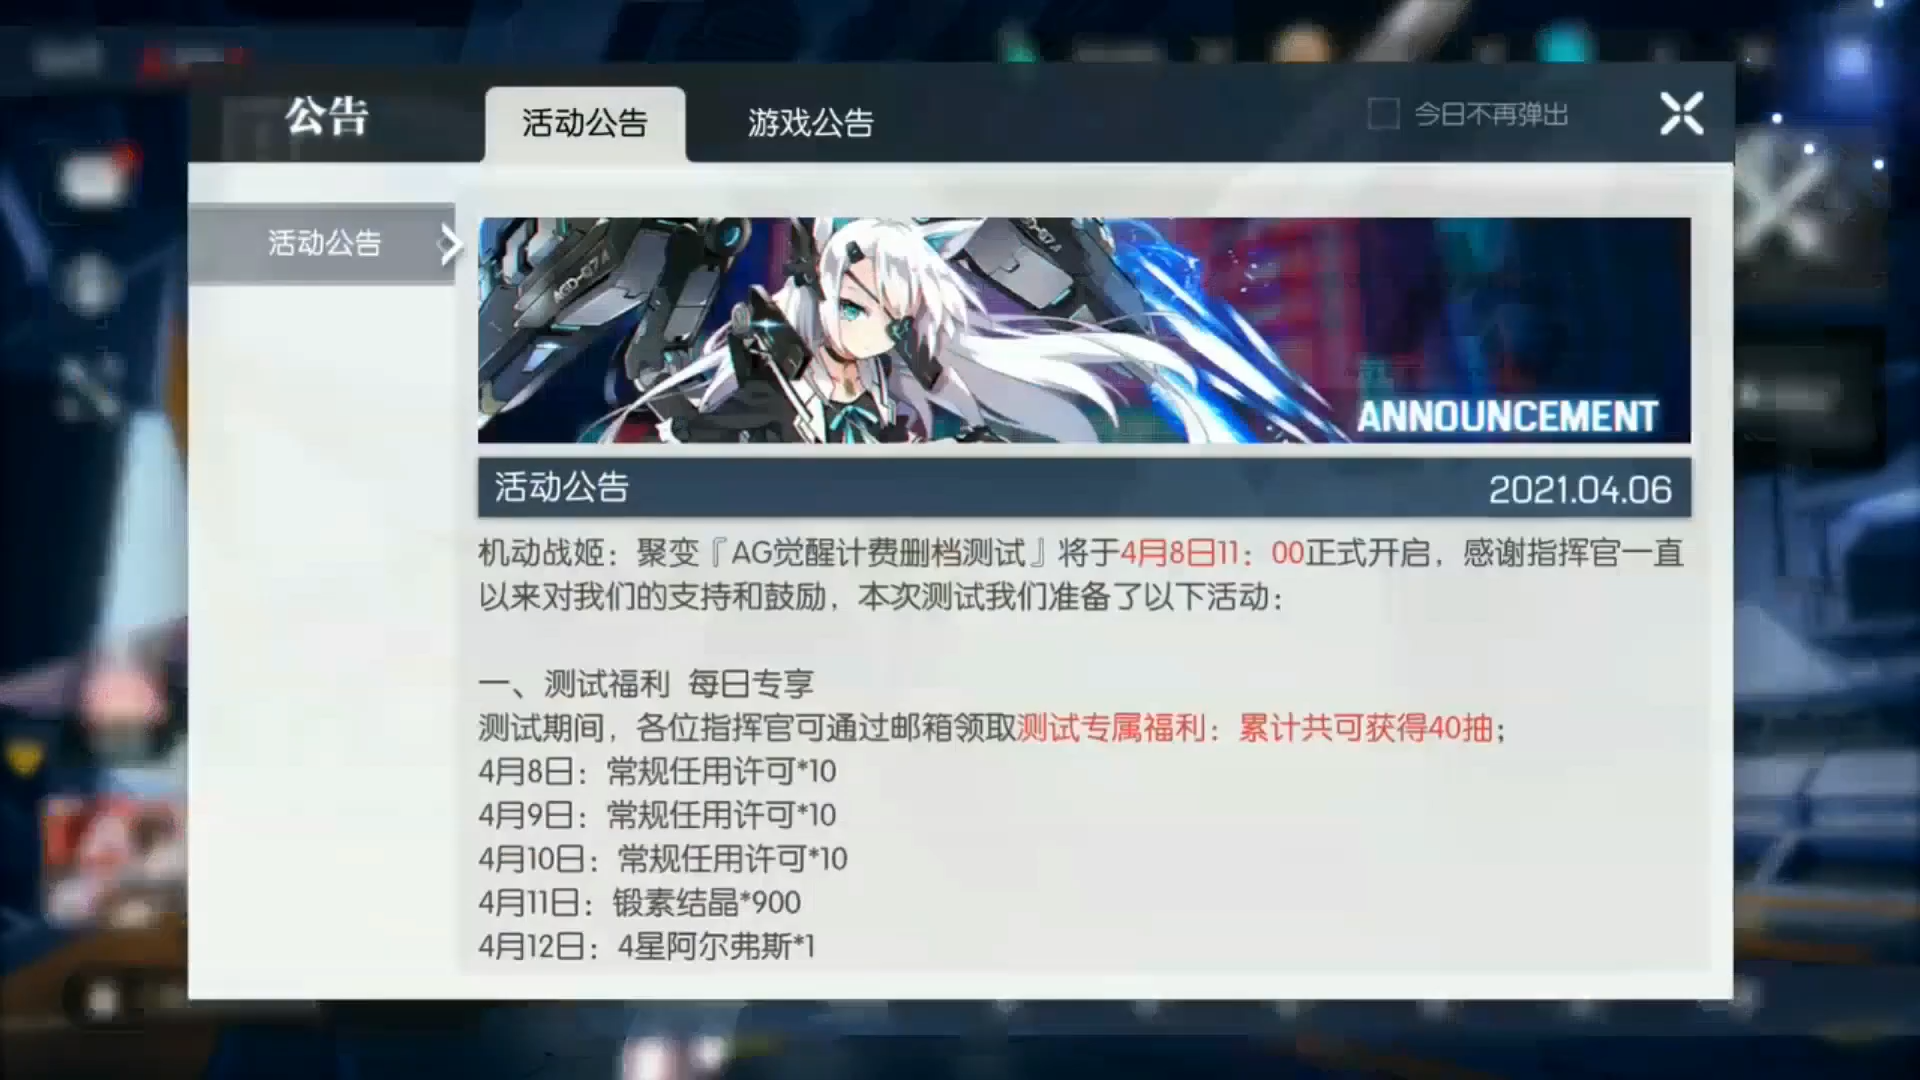 公告
活动公告
游戏公告
今日不再弹出
活动公告
ANNOUNCEMENT
活动公告
2021.04.06
机动战姬：聚变『AG觉醒计费删档测试』将于4月8日11：00正式开启，感谢指挥官一直
以来对我们的支持和鼓励，本次测试我们准备了以下活动：
一、测试福利 每日专享
测试期间，各位指挥官可通过邮箱领取测试专属福利：累计共可获得40抽；
4月8日：常规任用许可*10
4月9日：常规任用许可*10
4月10日：常规任用许可*10
4月11日：锻素结晶*900
4月12日：4星阿尔弗斯*1